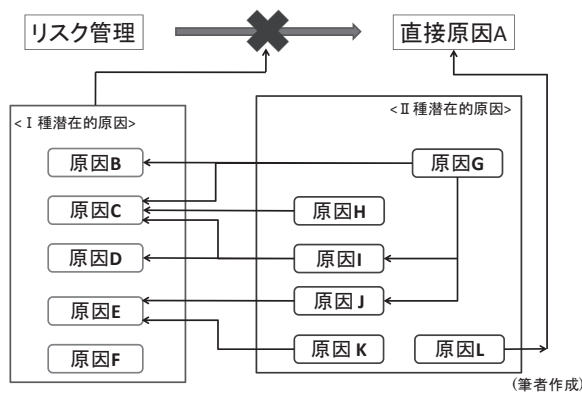 リスク管理
直接原因A
<Ⅰ種潜在的原因>
<Ⅱ種潜在的原因>
原因B
原因G
原因C
原因H
原因D
原因I
原因E
原因J
原因F
原因K
原因L
(筆者作成)